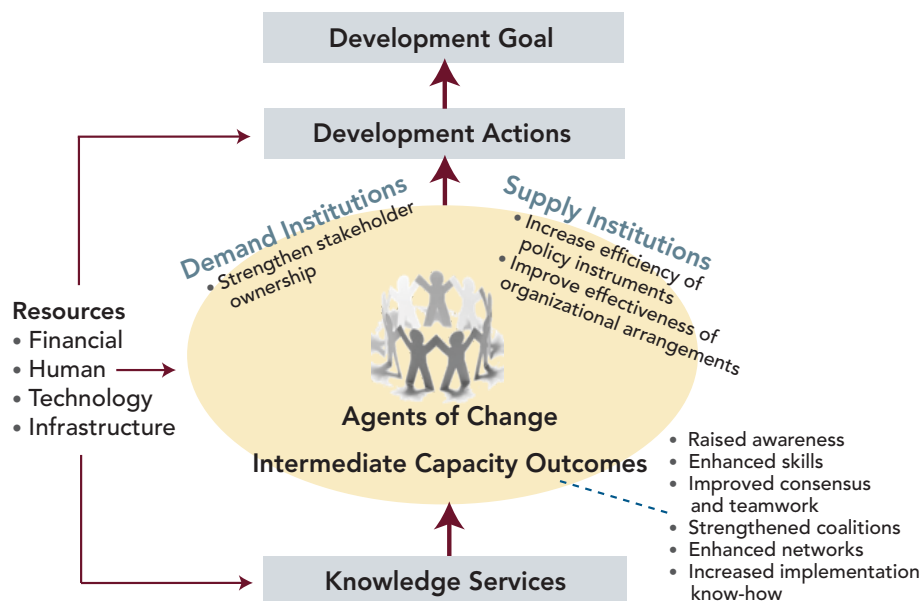 Development Goal
Development Actions
Demand Institutions
• Strengthen stakeholder
ownership
Supply Institutions
• Increase efficiency of
policy instruments
• Improve effectiveness of
organizational arrangements
Resources
• Financial
• Human
• Technology
• Infrastructure
Agents of Change
Intermediate Capacity Outcomes
• Raised awareness
• Enhanced skills
• Improved consensus
and teamwork
• Strengthened coalitions
• Enhanced networks
• Increased implementation
know-how
Knowledge Services